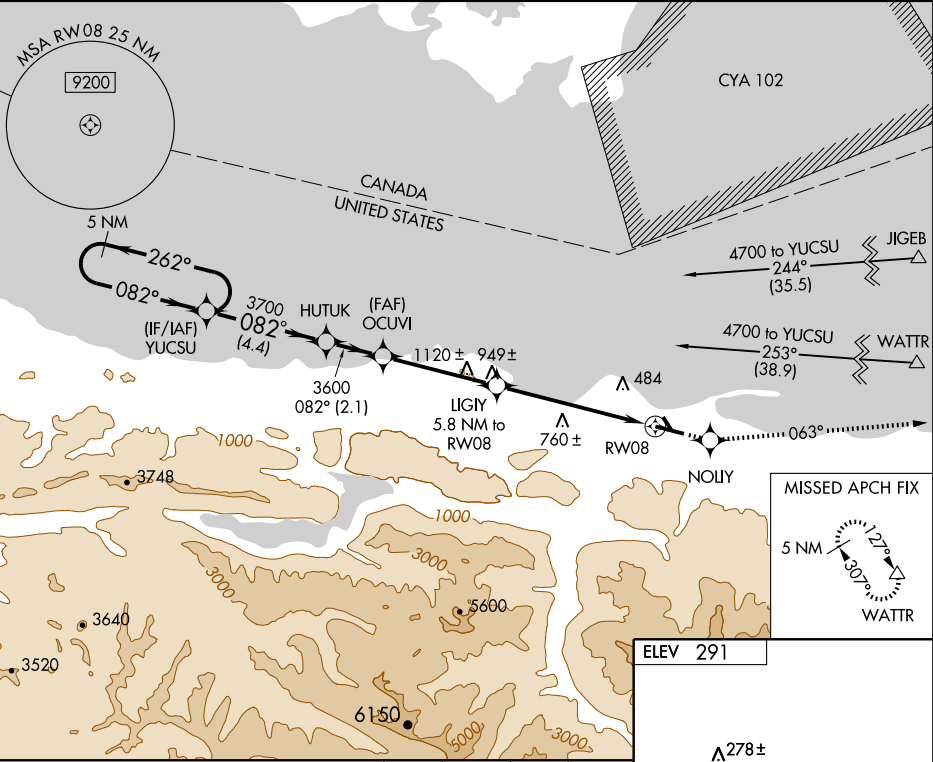 MSA RW08 25 NM
9200
CYA 102
CANADA
UNITED STATES
5 NM
262°
082°
(IF/IAF)
YUCSU
3700
082°
(4.4)
HUTUK
(FAF)
OCUVI
3600
082° (2.1)
1120 ±
949 ±
LIGIY
5.8 NM to
RW08
760 ±
484
RW08
NOLIY
063°
4700 to YUCSU
244°
(35.5)
JIGEB
4700 to YUCSU
253°
(38.9)
WATTR
1000
3748
1000
3000
3000
5600
3640
3520
6150
5000
3000
MISSED APCH FIX
5 NM
127°
307°
WATTR
ELEV 291
278 ±